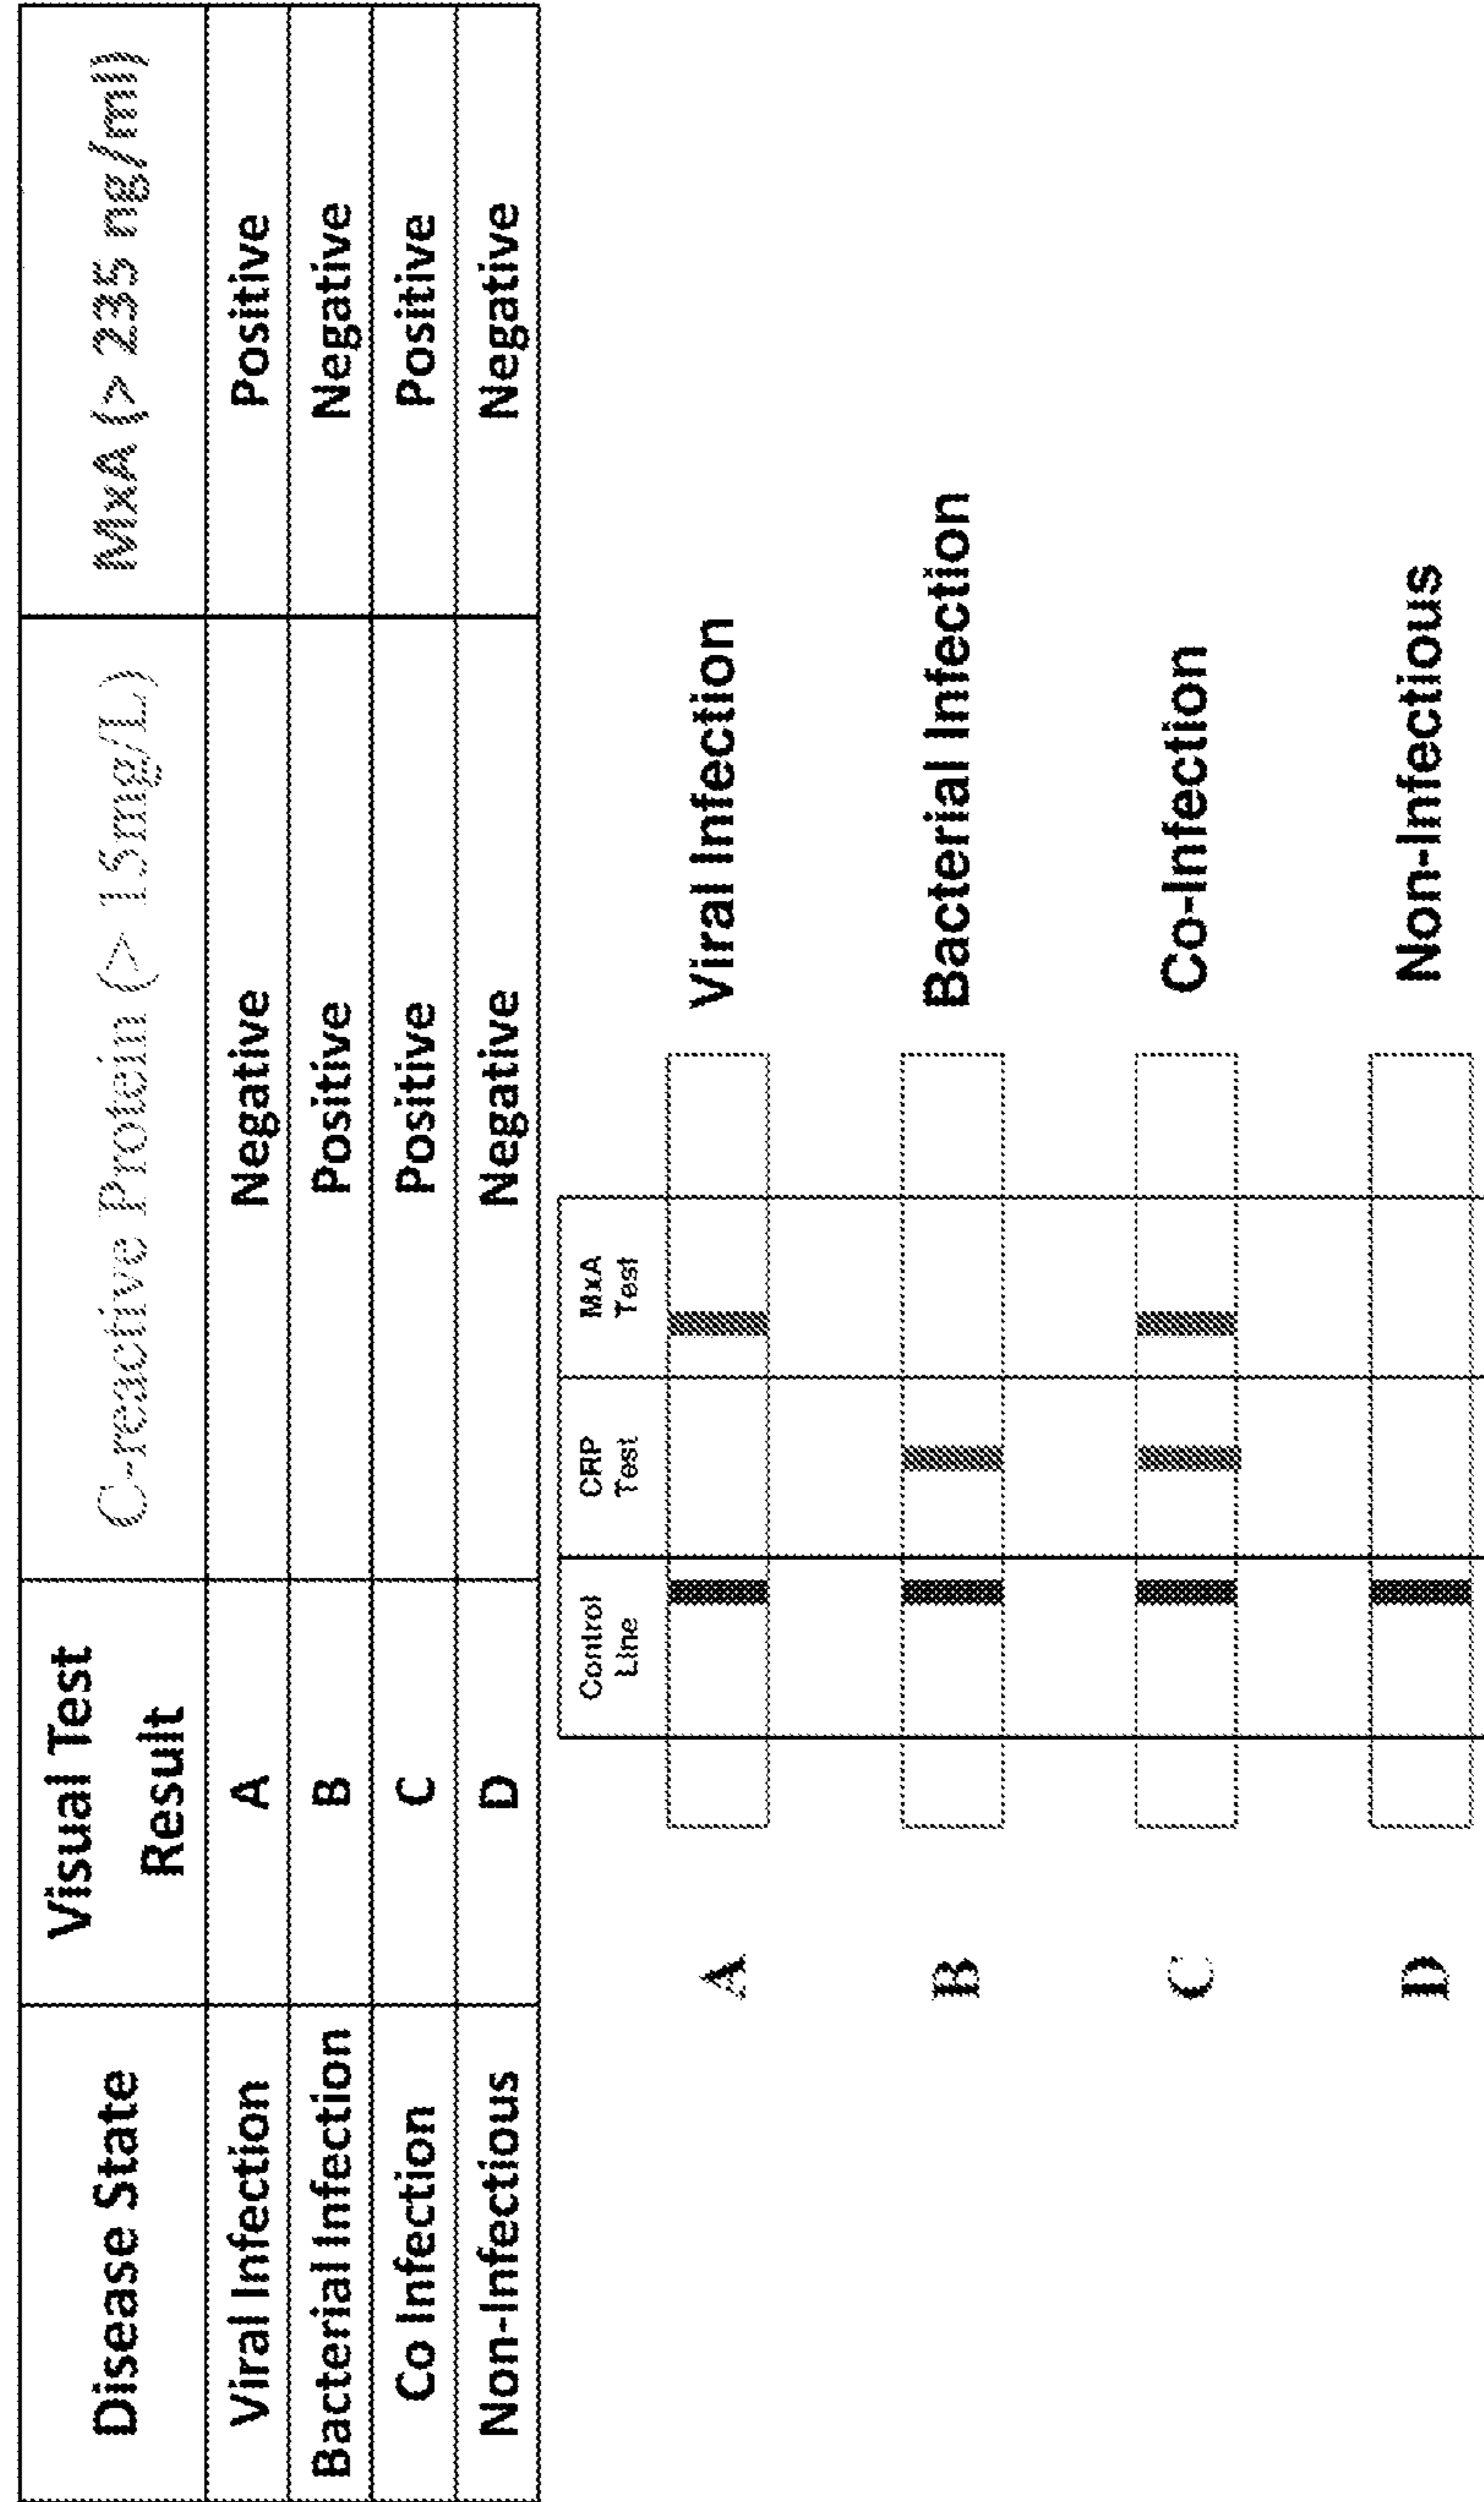 Disease State Visual Test Result C-reactive Protein (> 15mg/L) MxA (> 235 ng/ml)
Viral Infection A Negative Positive
Bacterial Infection B Positive Negative
Co Infection C Positive Positive
Non-Infectious D Negative Negative
Control Line CRP Test MxA Test
A Viral Infection
B Bacterial Infection
C Co-Infection
D Non-Infectious